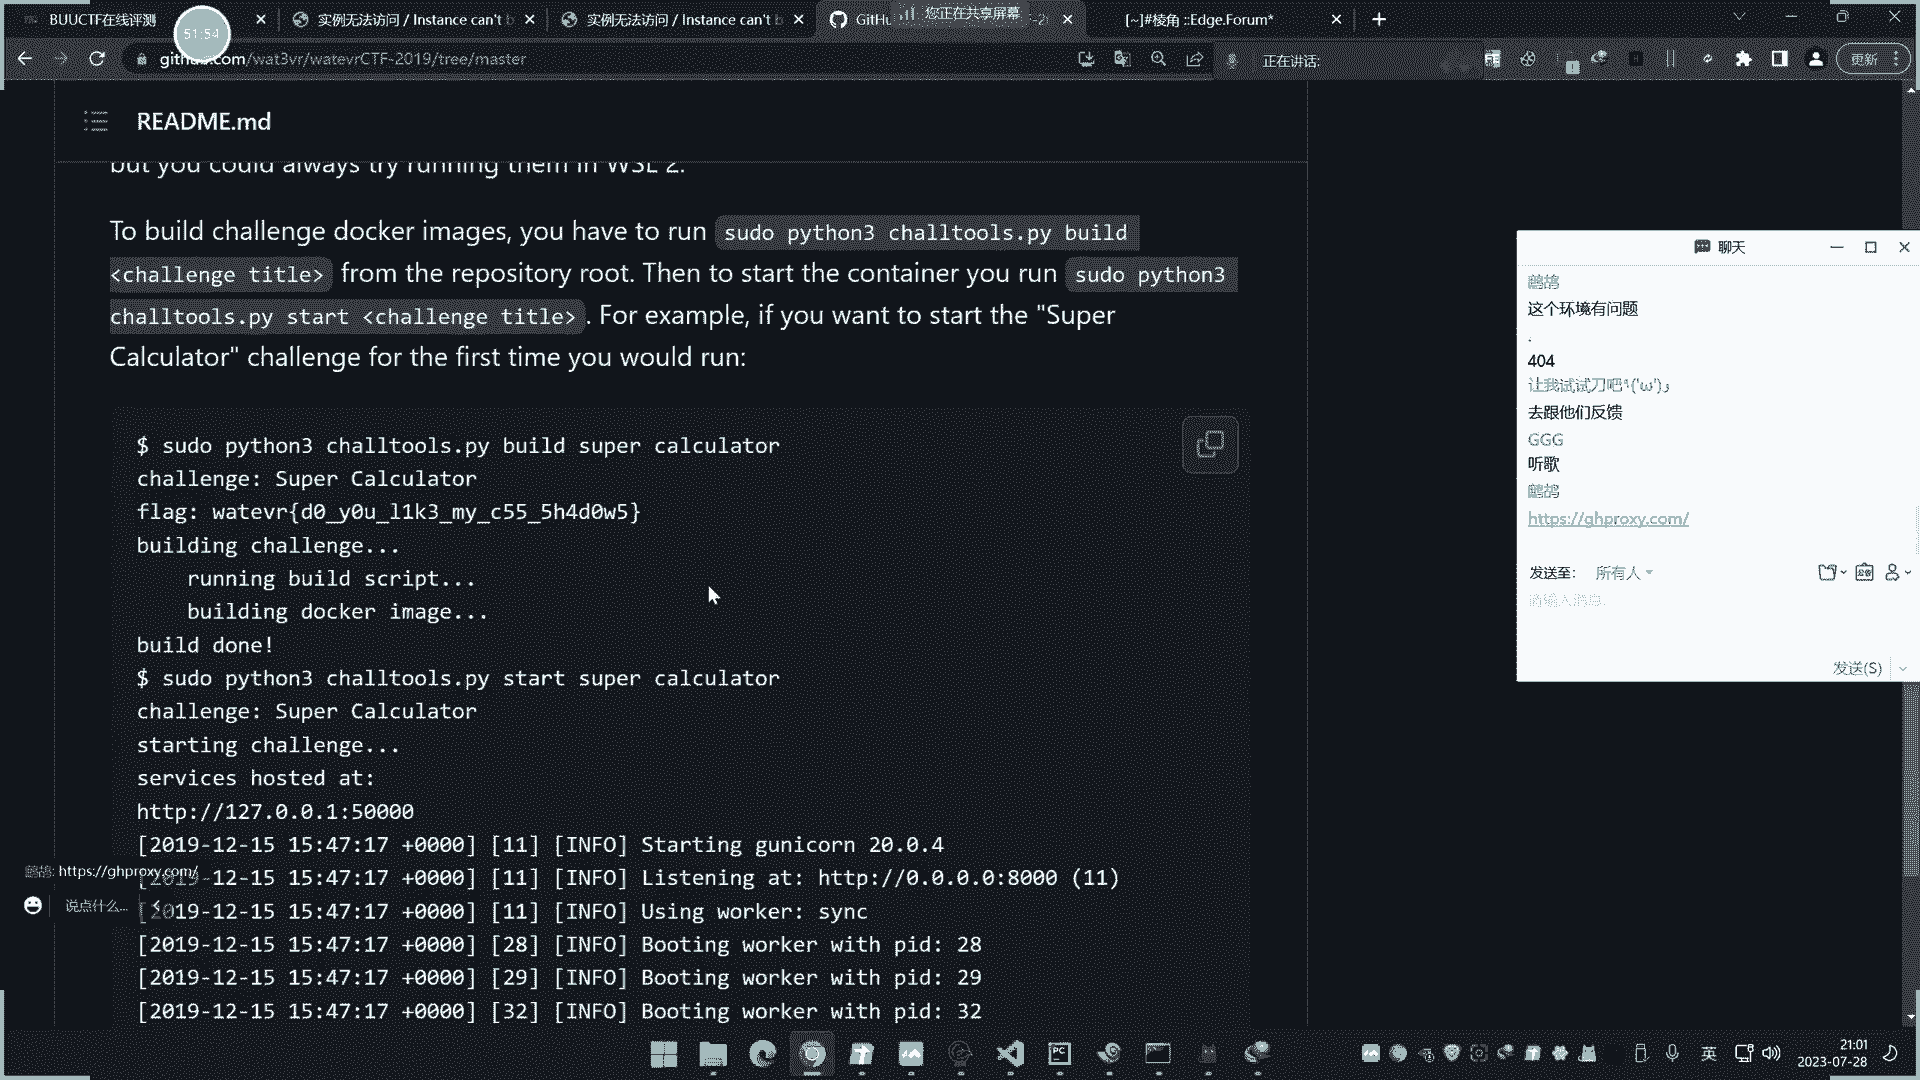 BUUCTF在线评测
实例无法访问 / Instance can't b
实例无法访问 / Instance can't b
GitHu
您正在共享屏幕
[~]#棱角 ::Edge.Forum*
51:54
github.com/wat3vr/watevrCTF-2019/tree/master
正在讲话:
更新
README.md
but you could always try running them in WSL 2.
To build challenge docker images, you have to run sudo python3 challtools.py build
<challenge title> from the repository root. Then to start the container you run sudo python3
challtools.py start <challenge title> . For example, if you want to start the "Super
Calculator" challenge for the first time you would run:
$ sudo python3 challtools.py build super calculator
challenge: Super Calculator
flag: watevr{d0_y0u_l1k3_my_c55_5h4d0w5}
building challenge...
running build script...
building docker image...
build done!
$ sudo python3 challtools.py start super calculator
challenge: Super Calculator
starting challenge...
services hosted at:
http://127.0.0.1:50000
[2019-12-15 15:47:17 +0000] [11] [INFO] Starting gunicorn 20.0.4
[2019-12-15 15:47:17 +0000] [11] [INFO] Listening at: http://0.0.0.0:8000 (11)
[2019-12-15 15:47:17 +0000] [11] [INFO] Using worker: sync
[2019-12-15 15:47:17 +0000] [28] [INFO] Booting worker with pid: 28
[2019-12-15 15:47:17 +0000] [29] [INFO] Booting worker with pid: 29
[2019-12-15 15:47:17 +0000] [32] [INFO] Booting worker with pid: 32
https://ghproxy.com/
说点什么...
聊天
这个环境有问题
.
404
让我试试刀吧
去跟他们反馈
GGG
听歌
https://ghproxy.com/
发送至:
所有人
请输入消息.
发送(S)
英
21:01
2023-07-28